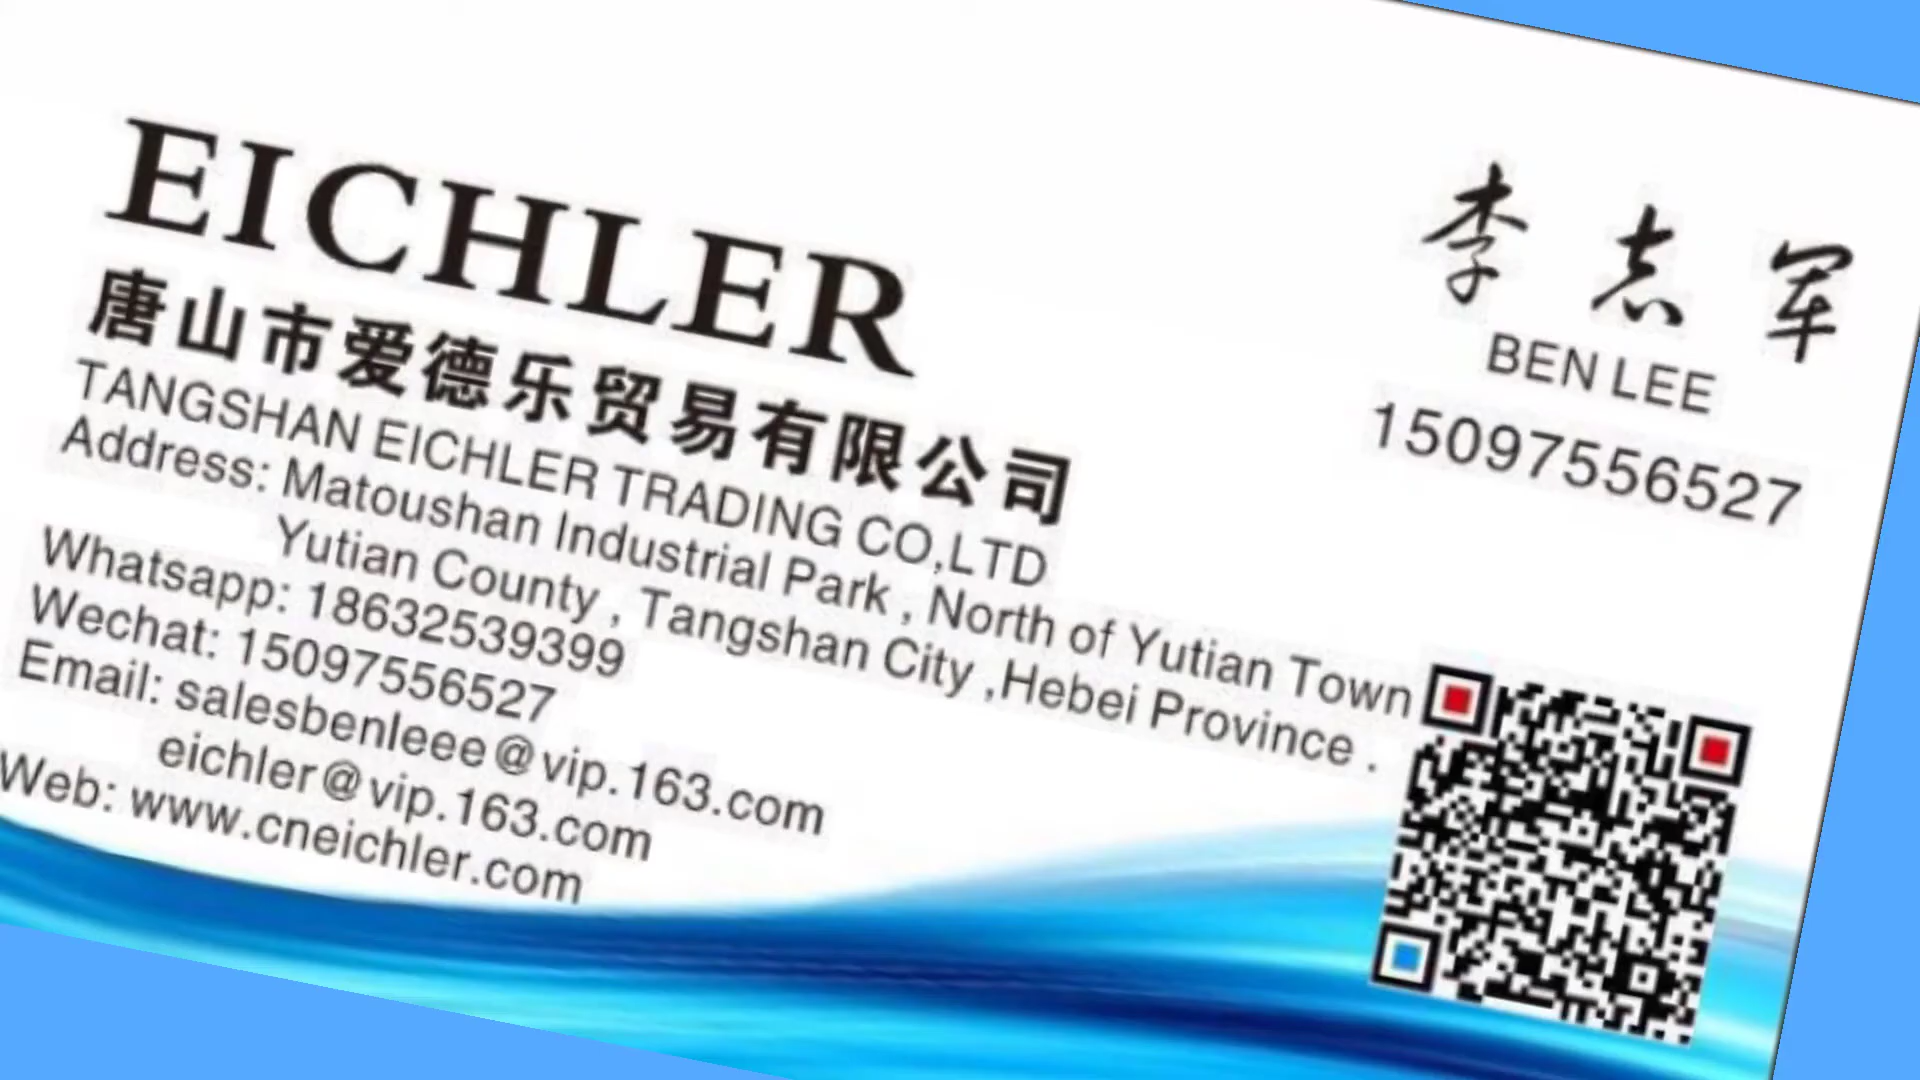 EICHLER
唐山市爱德乐贸易有限公司
TANGSHAN EICHLER TRADING CO,LTD
Address: Matoushan Industrial Park , North of Yutian Town
Yutian County , Tangshan City ,Hebei Province .
Whatsapp: 18632539399
Wechat: 15097556527
Email: salesbenleee@vip.163.com
eichler@vip.163.com
Web: www.cneichler.com
李志军
BEN LEE
15097556527